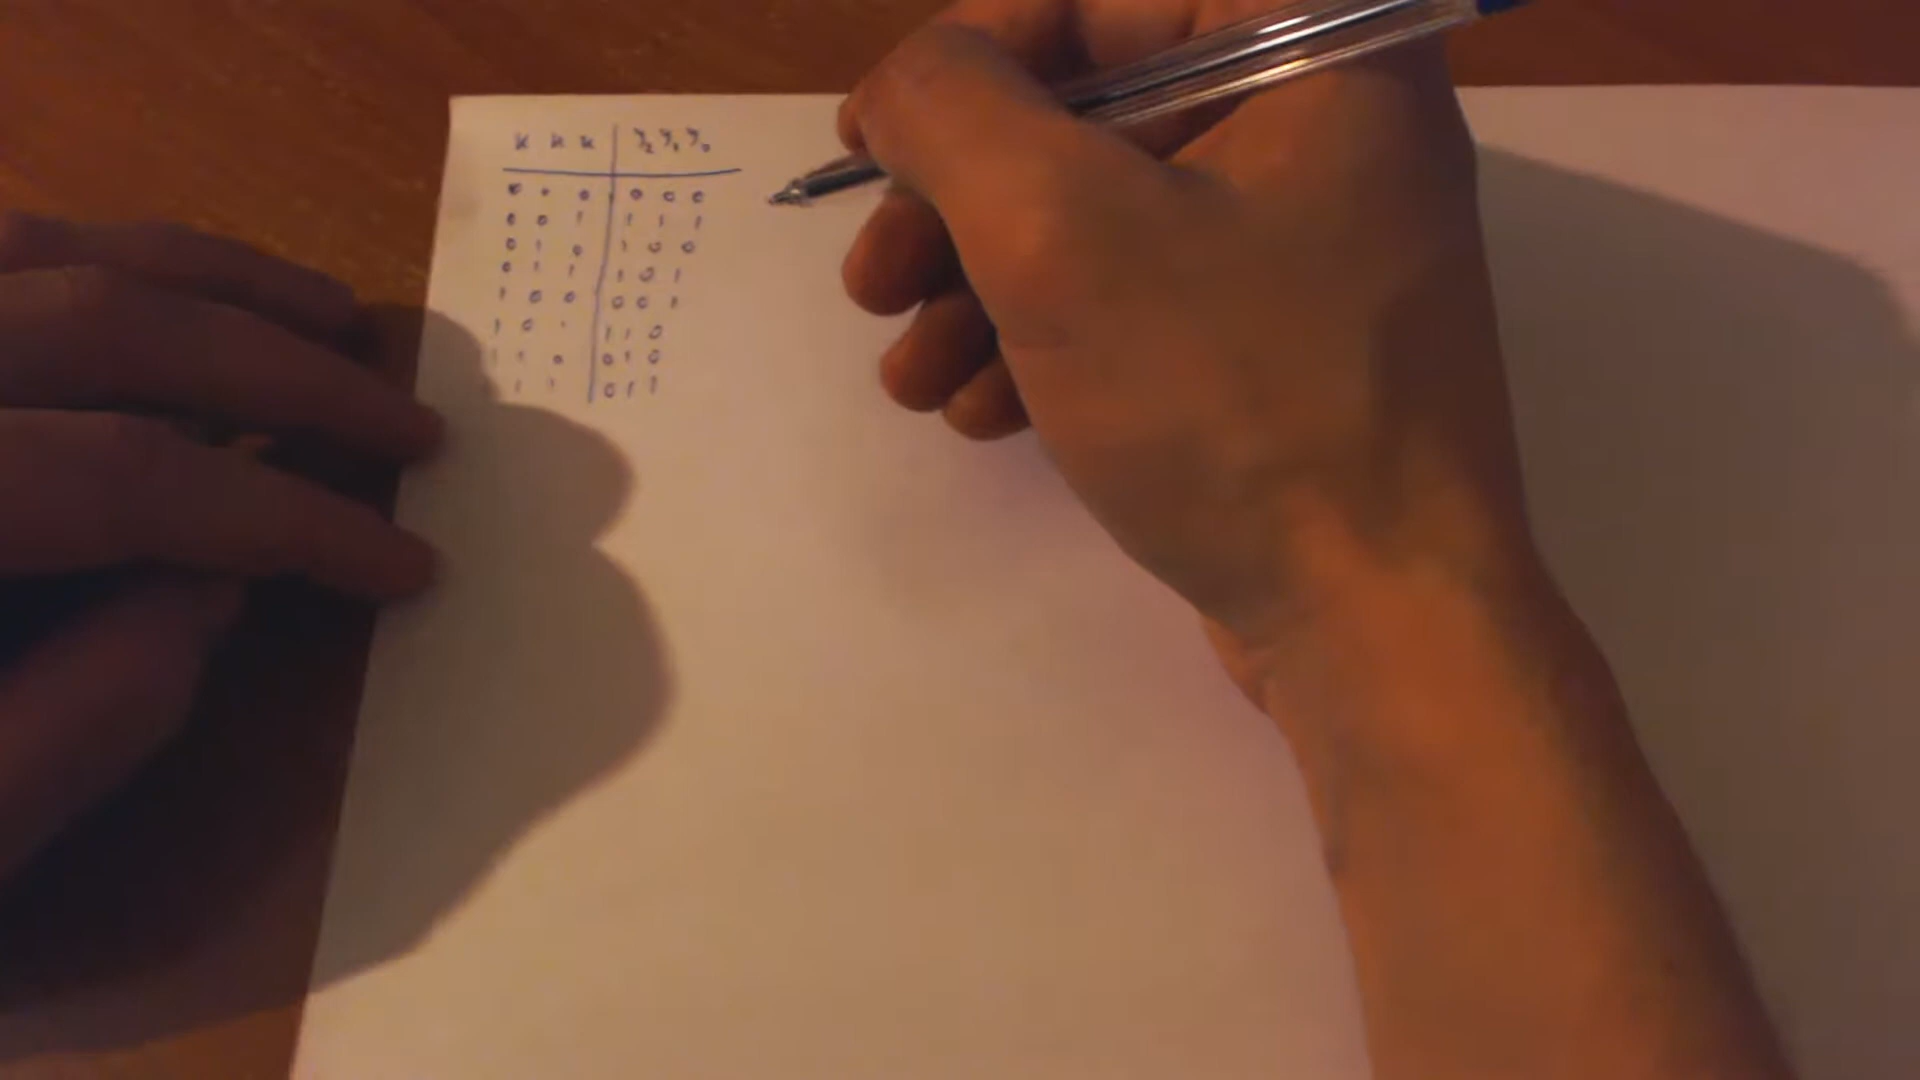 x x x | y₂ y₁ y₀
0 0 0 | 0 0 0
0 0 1 | 1 1 1
0 1 0 | 1 0 0
0 1 1 | 1 0 1
1 0 0 | 0 0 1
1 0 1 | 1 1 0
1 1 0 | 0 1 0
1 1 | 0 1 1